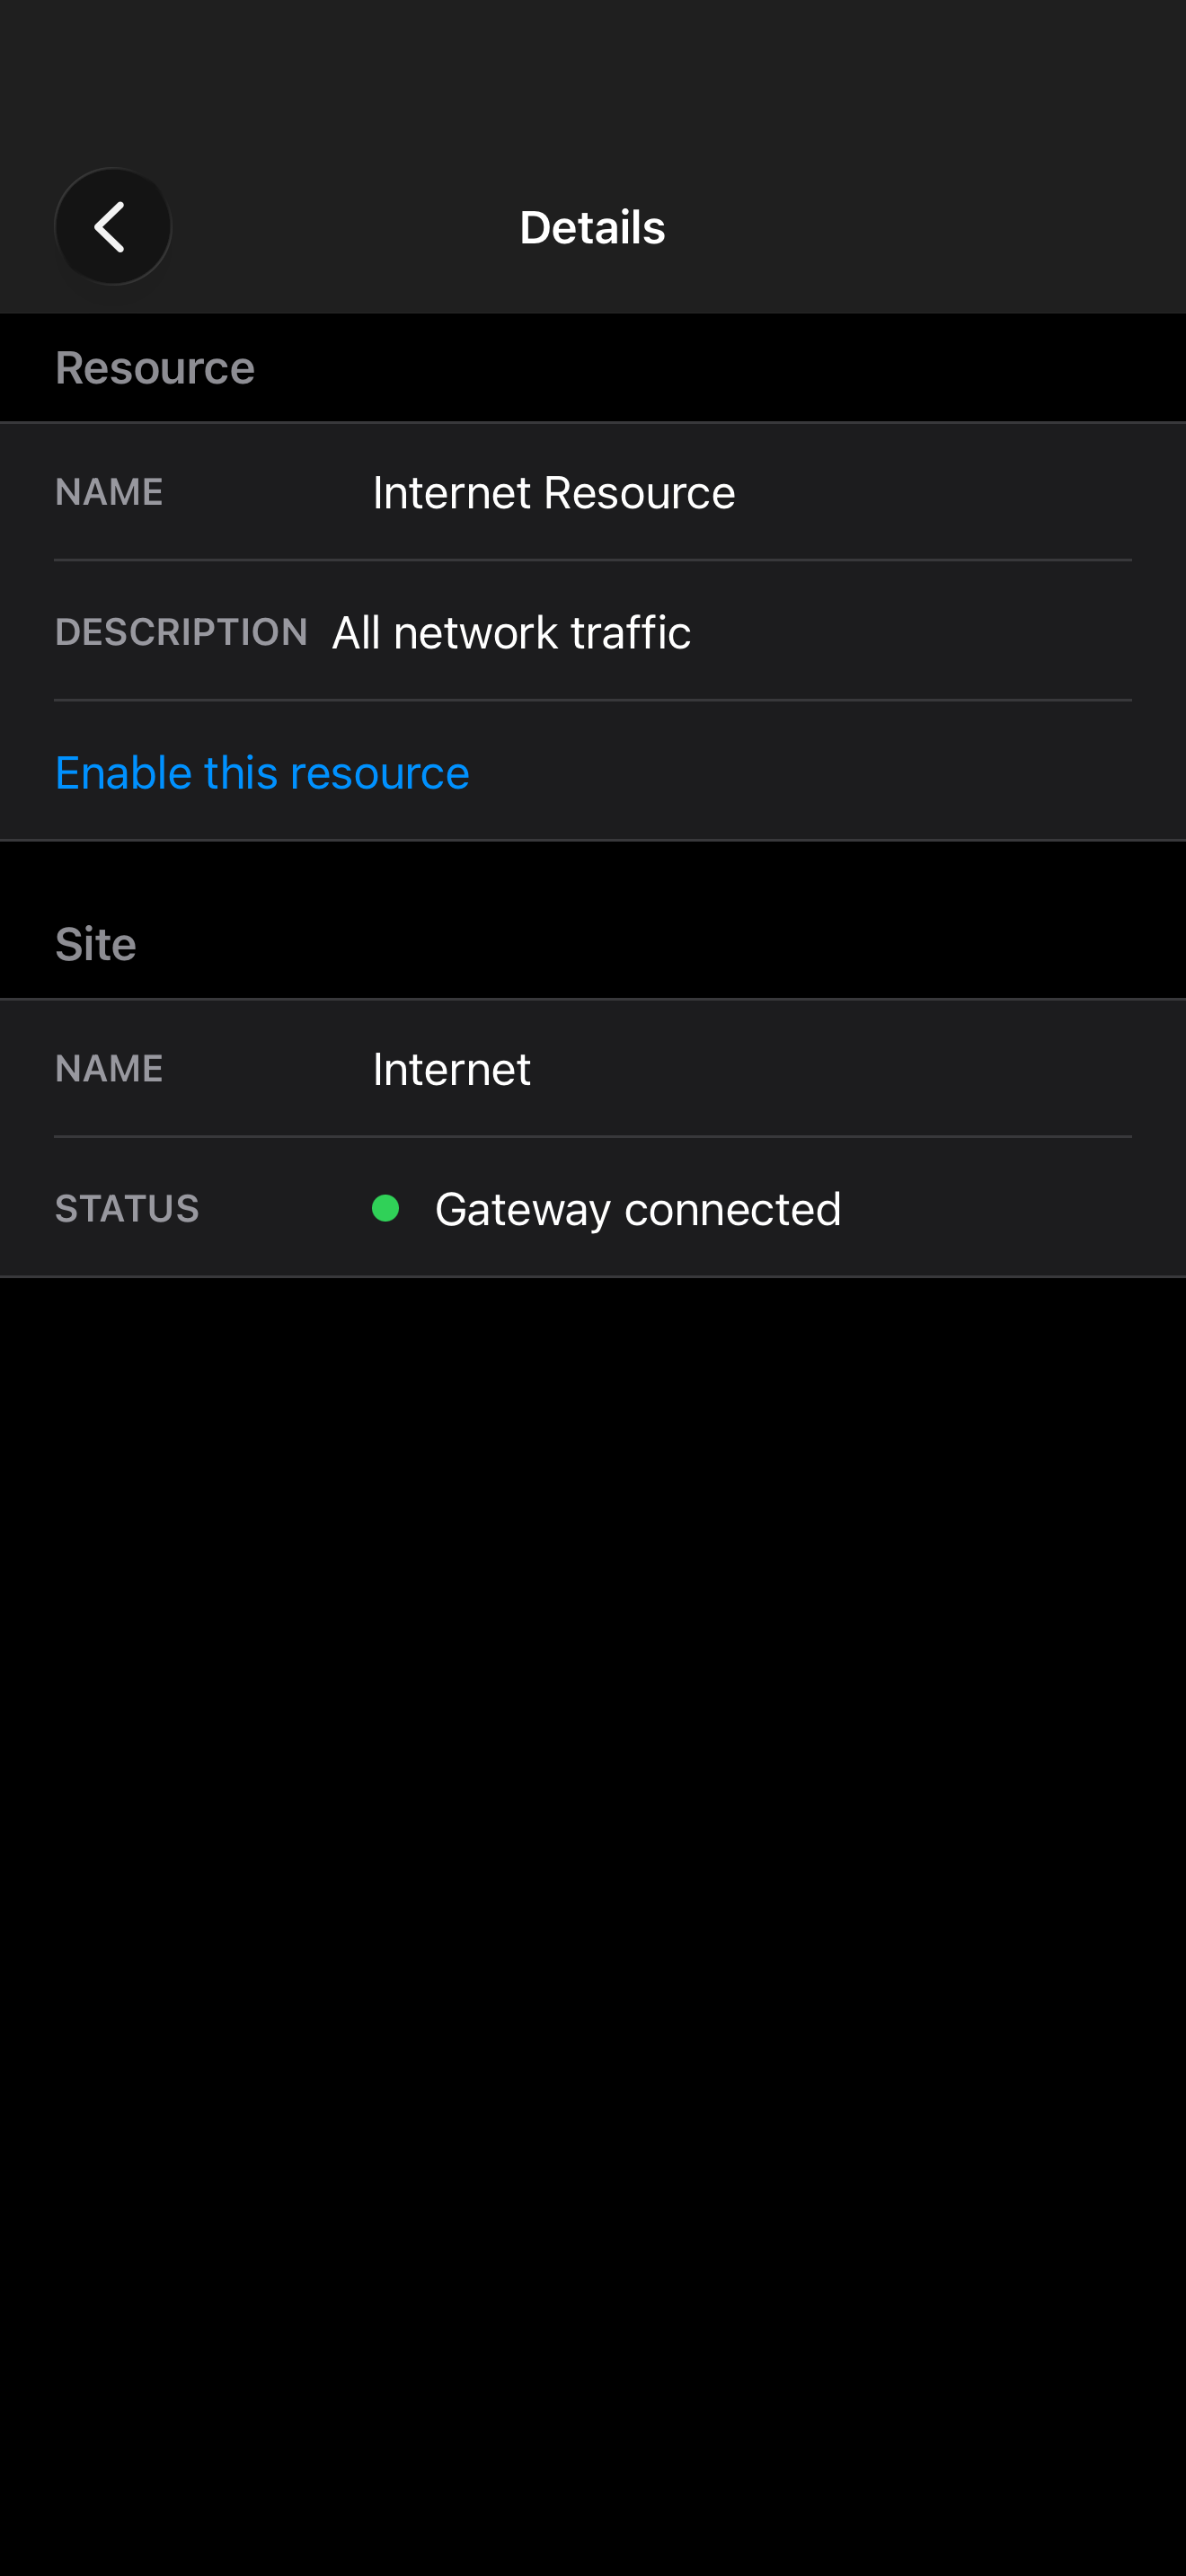 Details
Resource
NAME Internet Resource
DESCRIPTION All network traffic
Enable this resource
Site
NAME Internet
STATUS Gateway connected